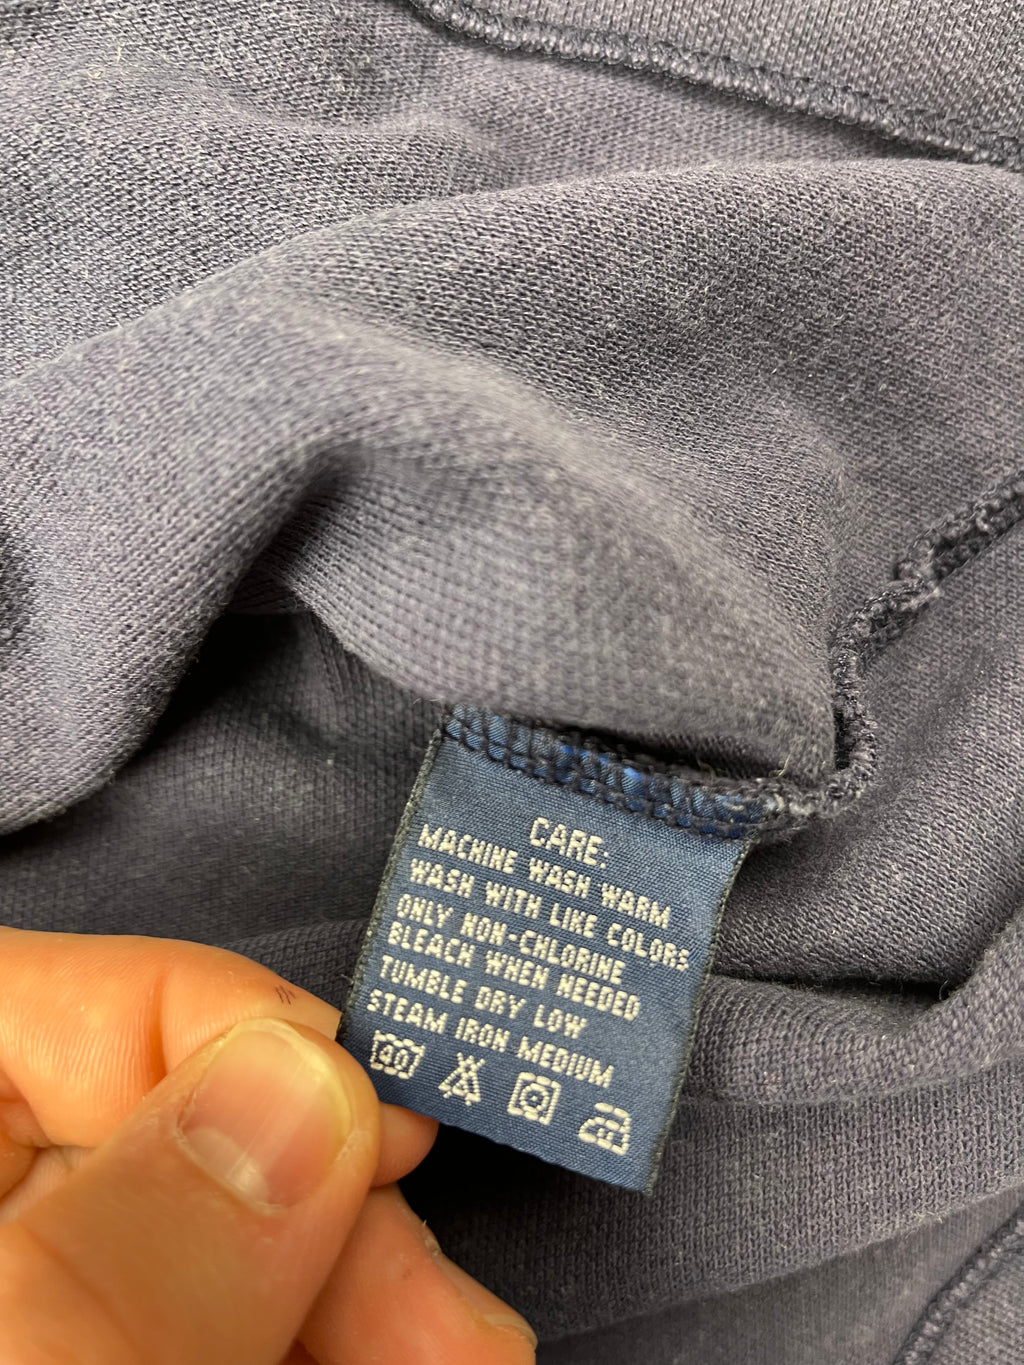 CARE:
MACHINE WASH WARM
WASH WITH LIKE COLORS
ONLY NON-CHLORINE
BLEACH WHEN NEEDED
TUMBLE DRY LOW
STEAM IRON MEDIUM
40